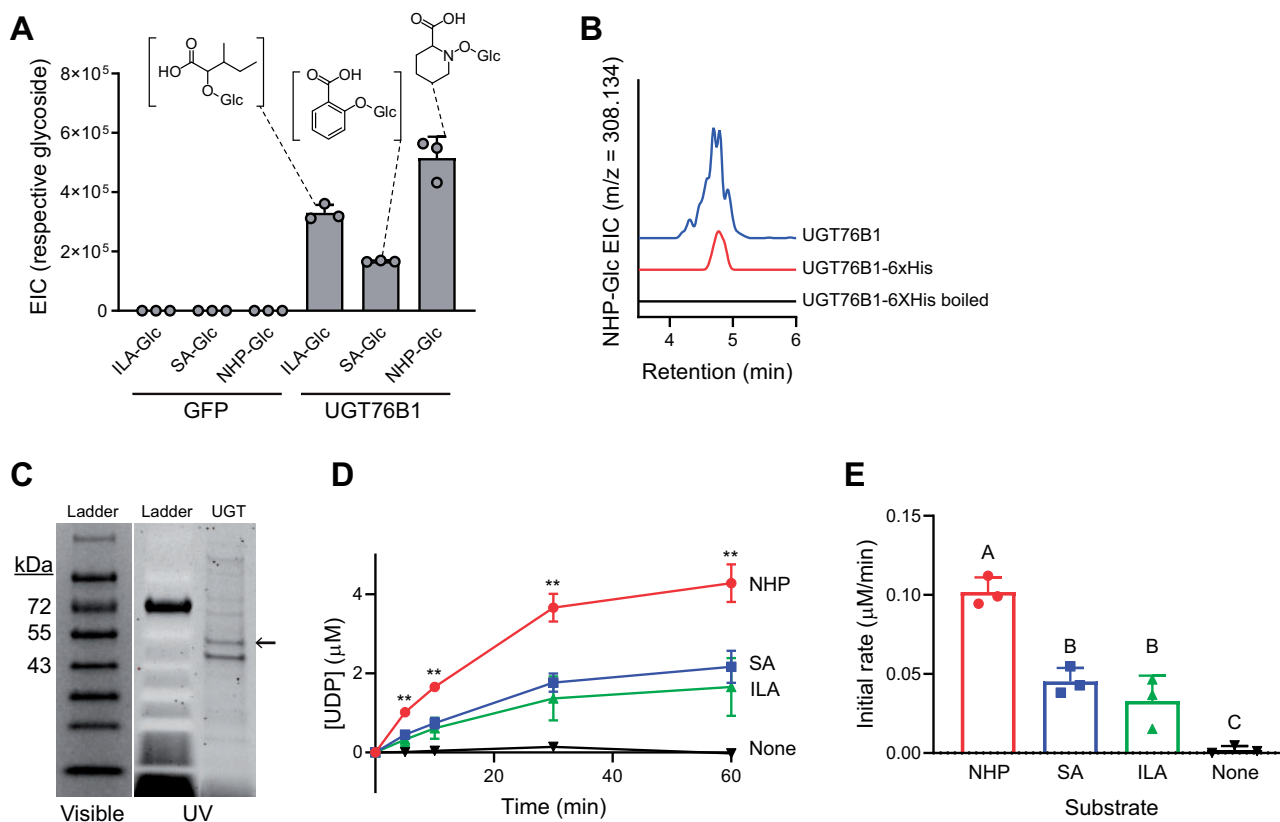 A
EIC (respective glycoside)
8×10⁵
6×10⁵
4×10⁵
2×10⁵
0
O
HO
O
Glc
O
OH
O
Glc
O
OH
N
O
Glc
ILA-Glc
SA-Glc
NHP-Glc
ILA-Glc
SA-Glc
NHP-Glc
GFP
UGT76B1
B
NHP-Glc EIC (m/z = 308.134)
UGT76B1
UGT76B1-6xHis
UGT76B1-6XHis boiled
4
5
6
Retention (min)
C
Ladder
Ladder
UGT
kDa
72
55
43
Visible
UV
D
[UDP] (µM)
4
2
0
**
**
**
**
NHP
SA
ILA
None
20
40
60
Time (min)
E
Initial rate (µM/min)
0.15
0.10
0.05
0.00
A
B
B
C
NHP
SA
ILA
None
Substrate